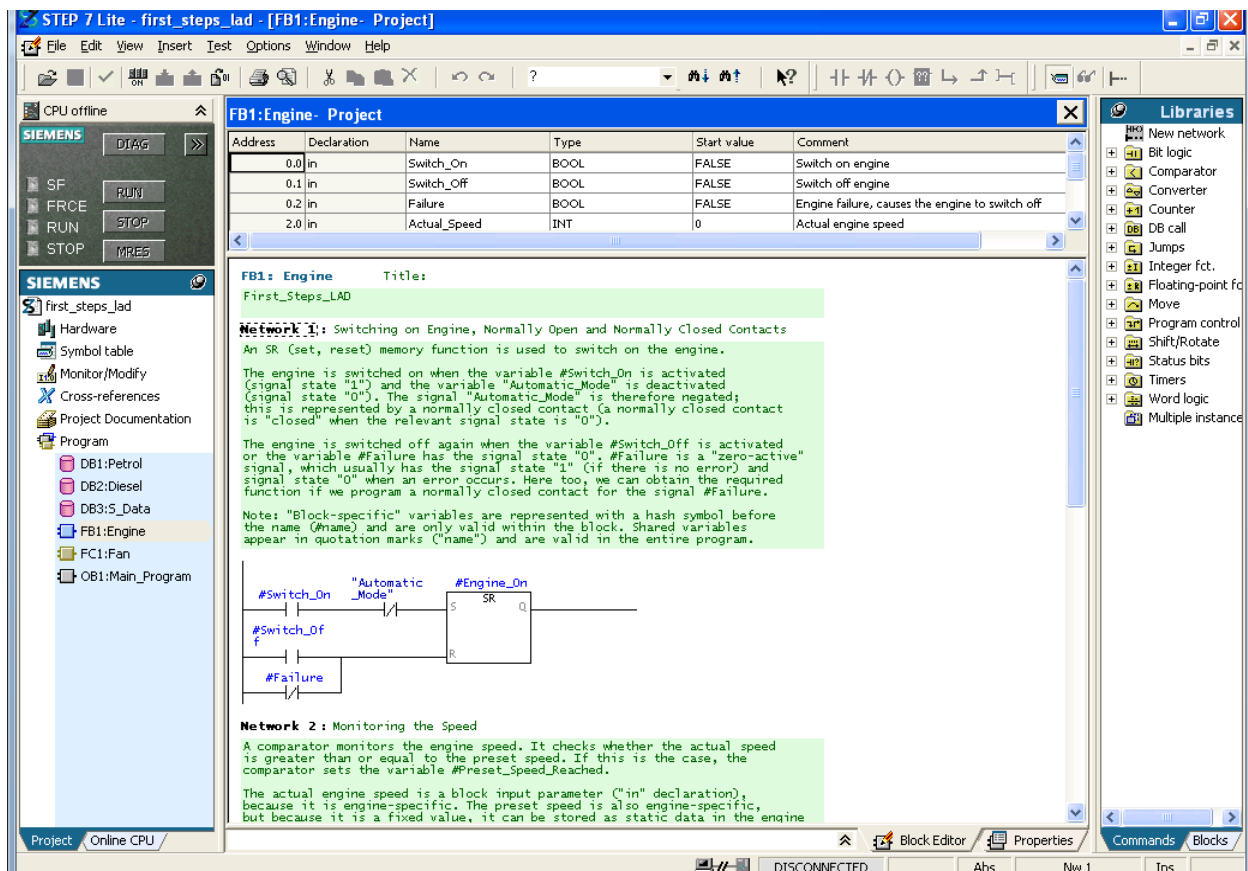 STEP 7 Lite - first_steps_lad - [FB1:Engine- Project]
File Edit View Insert Test Options Window Help
ON ?
CPU offline
SIEMENS
DIAG
SF
RUN
FRCE
RUN
STOP
STOP
MRES
SIEMENS
first_steps_lad
Hardware
Symbol table
Monitor/Modify
Cross-references
Project Documentation
Program
DB1:Petrol
DB2:Diesel
DB3:S_Data
FB1:Engine
FC1:Fan
OB1:Main_Program
Project Online CPU
FB1:Engine- Project
Address Declaration Name Type Start value Comment
0.0 in Switch_On BOOL FALSE Switch on engine
0.1 in Switch_Off BOOL FALSE Switch off engine
0.2 in Failure BOOL FALSE Engine failure, causes the engine to switch off
2.0 in Actual_Speed INT 0 Actual engine speed
FB1: Engine Title:
First_Steps_LAD
Network 1: Switching on Engine, Normally Open and Normally Closed Contacts
An SR (set, reset) memory function is used to switch on the engine.
The engine is switched on when the variable #Switch_On is activated
(signal state "1") and the variable "Automatic_Mode" is deactivated
(signal state "0"). The signal "Automatic_Mode" is therefore negated;
this is represented by a normally closed contact (a normally closed contact
is "closed" when the relevant signal state is "0").
The engine is switched off again when the variable #Switch_Off is activated
or the variable #Failure has the signal state "0". #Failure is a "zero-active"
signal, which usually has the signal state "1" (if there is no error) and
signal state "0" when an error occurs. Here too, we can obtain the required
function if we program a normally closed contact for the signal #Failure.
Note: "Block-specific" variables are represented with a hash symbol before
the name (#name) and are only valid within the block. Shared variables
appear in quotation marks ("name") and are valid in the entire program.
"Automatic #Engine_On
#Switch_On _Mode" SR
S Q
#Switch_Of
f
R
#Failure
Network 2 : Monitoring the Speed
A comparator monitors the engine speed. It checks whether the actual speed
is greater than or equal to the preset speed. If this is the case, the
comparator sets the variable #Preset_Speed_Reached.
The actual engine speed is a block input parameter ("in" declaration),
because it is engine-specific. The preset speed is also engine-specific,
but because it is a fixed value, it can be stored as static data in the engine
Block Editor Properties
Libraries
New network
Bit logic
Comparator
Converter
Counter
DB call
Jumps
Integer fct.
Floating-point fc
Move
Program control
Shift/Rotate
Status bits
Timers
Word logic
Multiple instance
Commands Blocks
DISCONNECTED Abs Nw 1 Ins